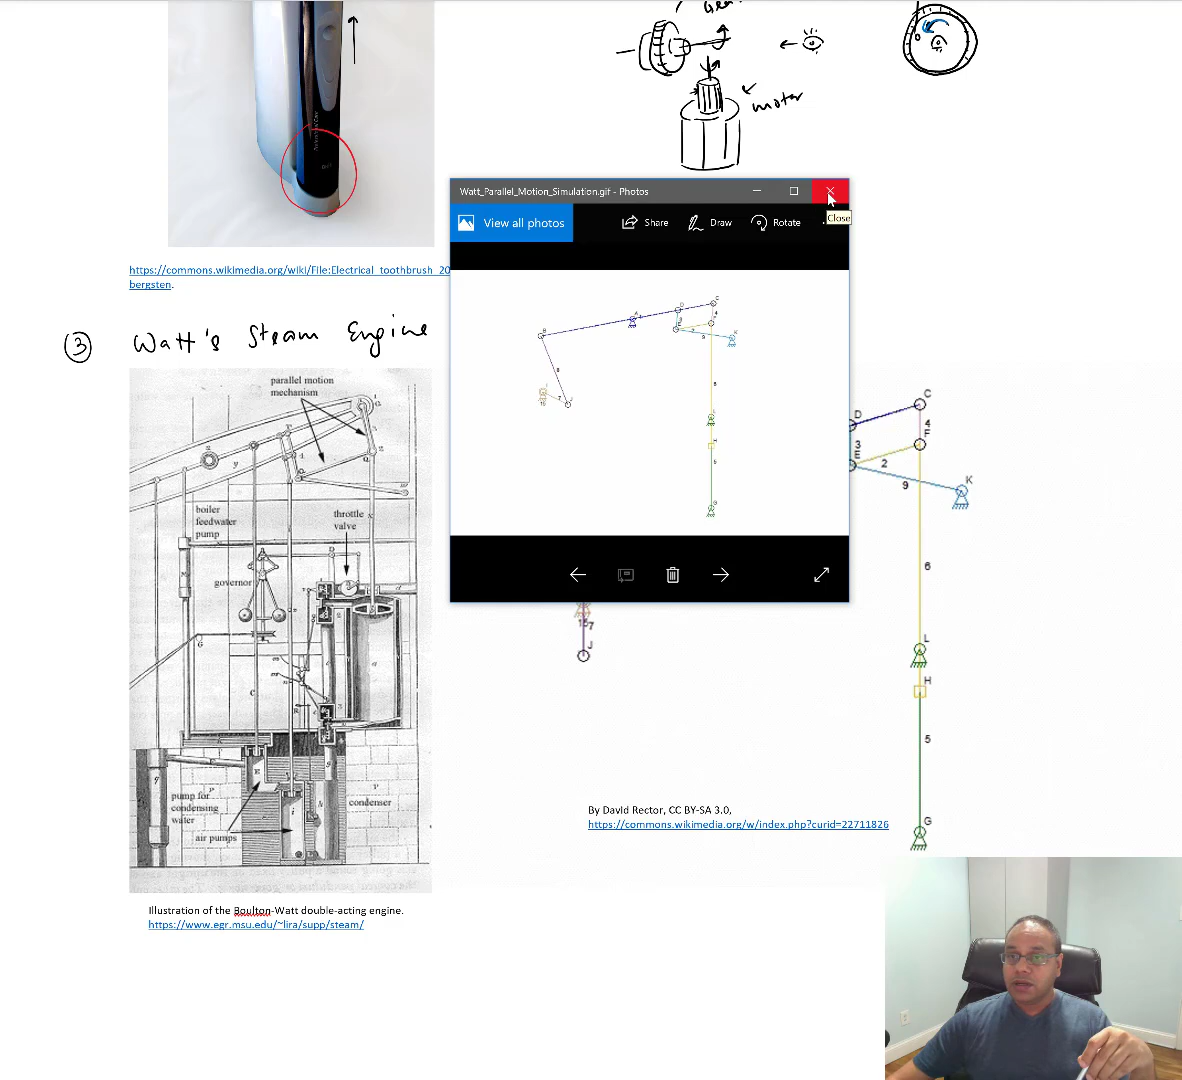 Gear
motor
Watt_Parallel_Motion_Simulation.gif - Photos
View all photos
Share
Draw
Rotate
Close
https://commons.wikimedia.org/wiki/File:Electrical_toothbrush_20
bergsten.
③ Watt's Steam Engine
parallel motion
mechanism
boiler
feedwater
pump
throttle
valve
governor
pump for
condensing
water
air pumps
condenser
D
C
3
4
F
E
2
9
K
6
L
H
5
G
7
J
By David Rector, CC BY-SA 3.0,
https://commons.wikimedia.org/w/index.php?curid=22711826
Illustration of the Boulton-Watt double-acting engine.
https://www.egr.msu.edu/~lira/supp/steam/